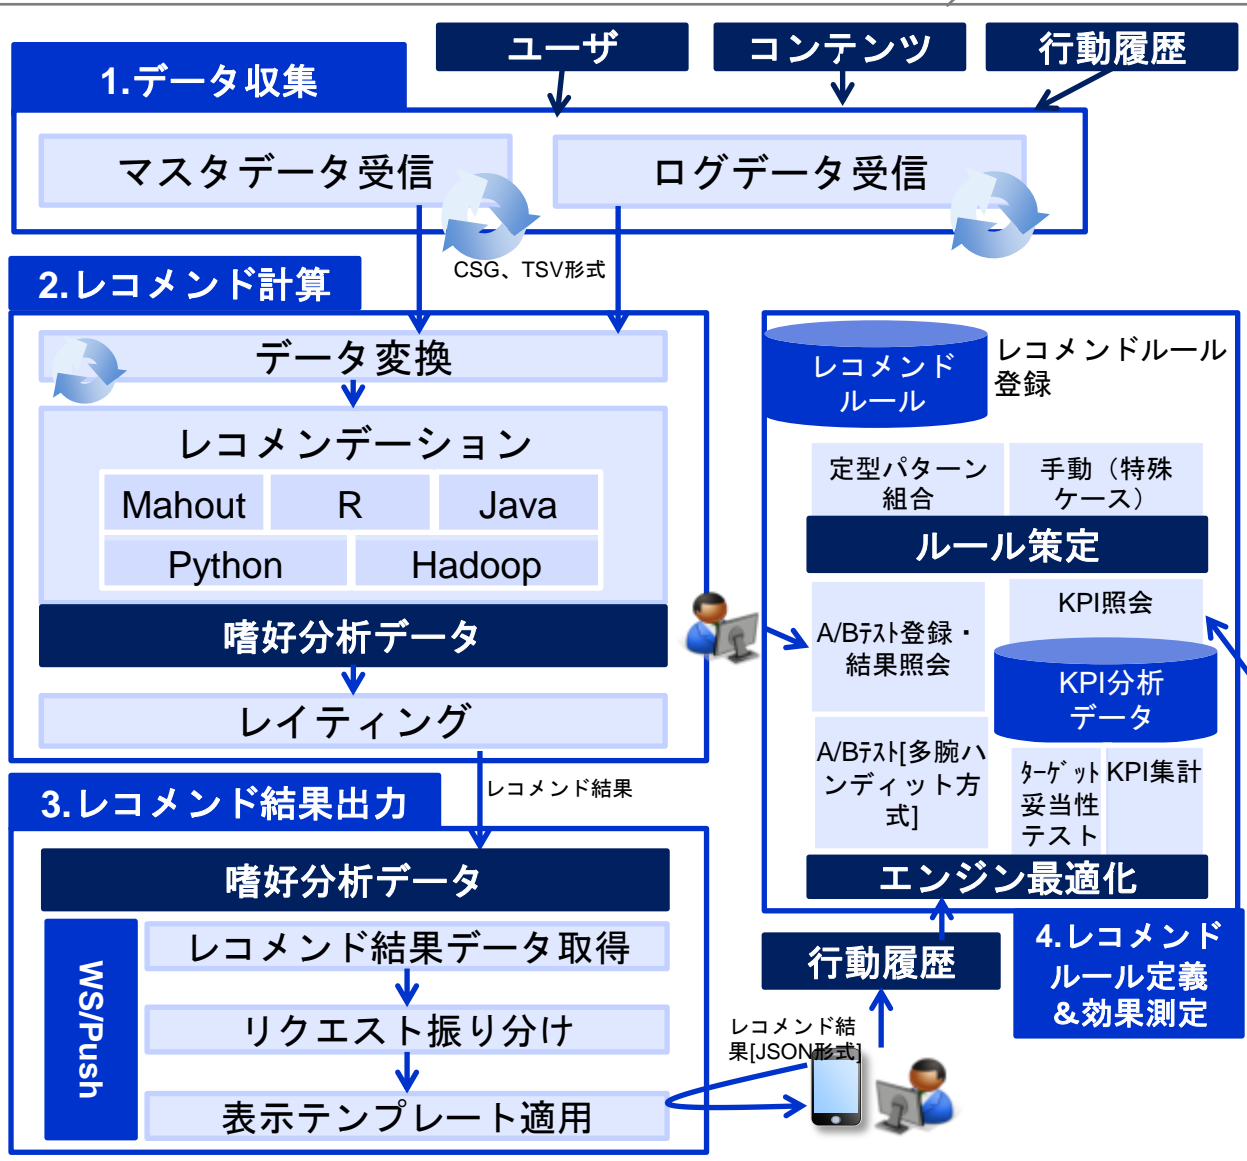 ユーザ
コンテンツ
行動履歴
1.データ収集
マスタデータ受信
ログデータ受信
CSG、TSV形式
2.レコメンド計算
データ変換
レコメンデーション
Mahout
R
Java
Python
Hadoop
嗜好分析データ
レイティング
レコメンド結果
3.レコメンド結果出力
嗜好分析データ
WS/Push
レコメンド結果データ取得
リクエスト振り分け
表示テンプレート適用
レコメンド
ルール
レコメンドルール
登録
定型パターン
組合
手動（特殊
ケース）
ルール策定
A/Bﾃｽﾄ登録・
結果照会
KPI照会
KPI分析
データ
A/Bﾃｽﾄ[多腕ハ
ンディット方
式]
ﾀｰｹﾞｯﾄ
妥当性
テスト
KPI集計
エンジン最適化
行動履歴
4.レコメンド
ルール定義
＆効果測定
レコメンド結
果[JSON形式]